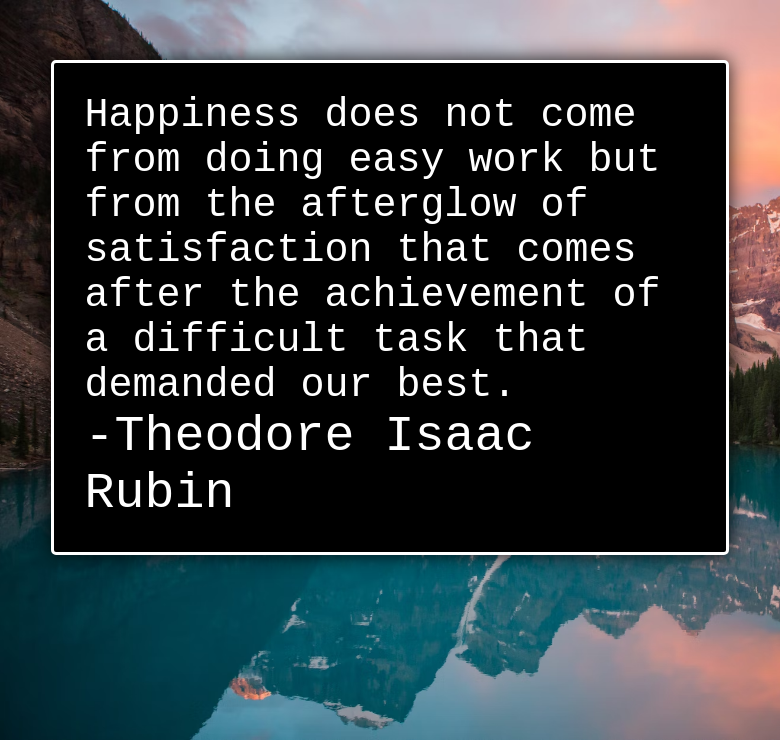 Happiness does not come
from doing easy work but
from the afterglow of
satisfaction that comes
after the achievement of
a difficult task that
demanded our best.
-Theodore Isaac
Rubin